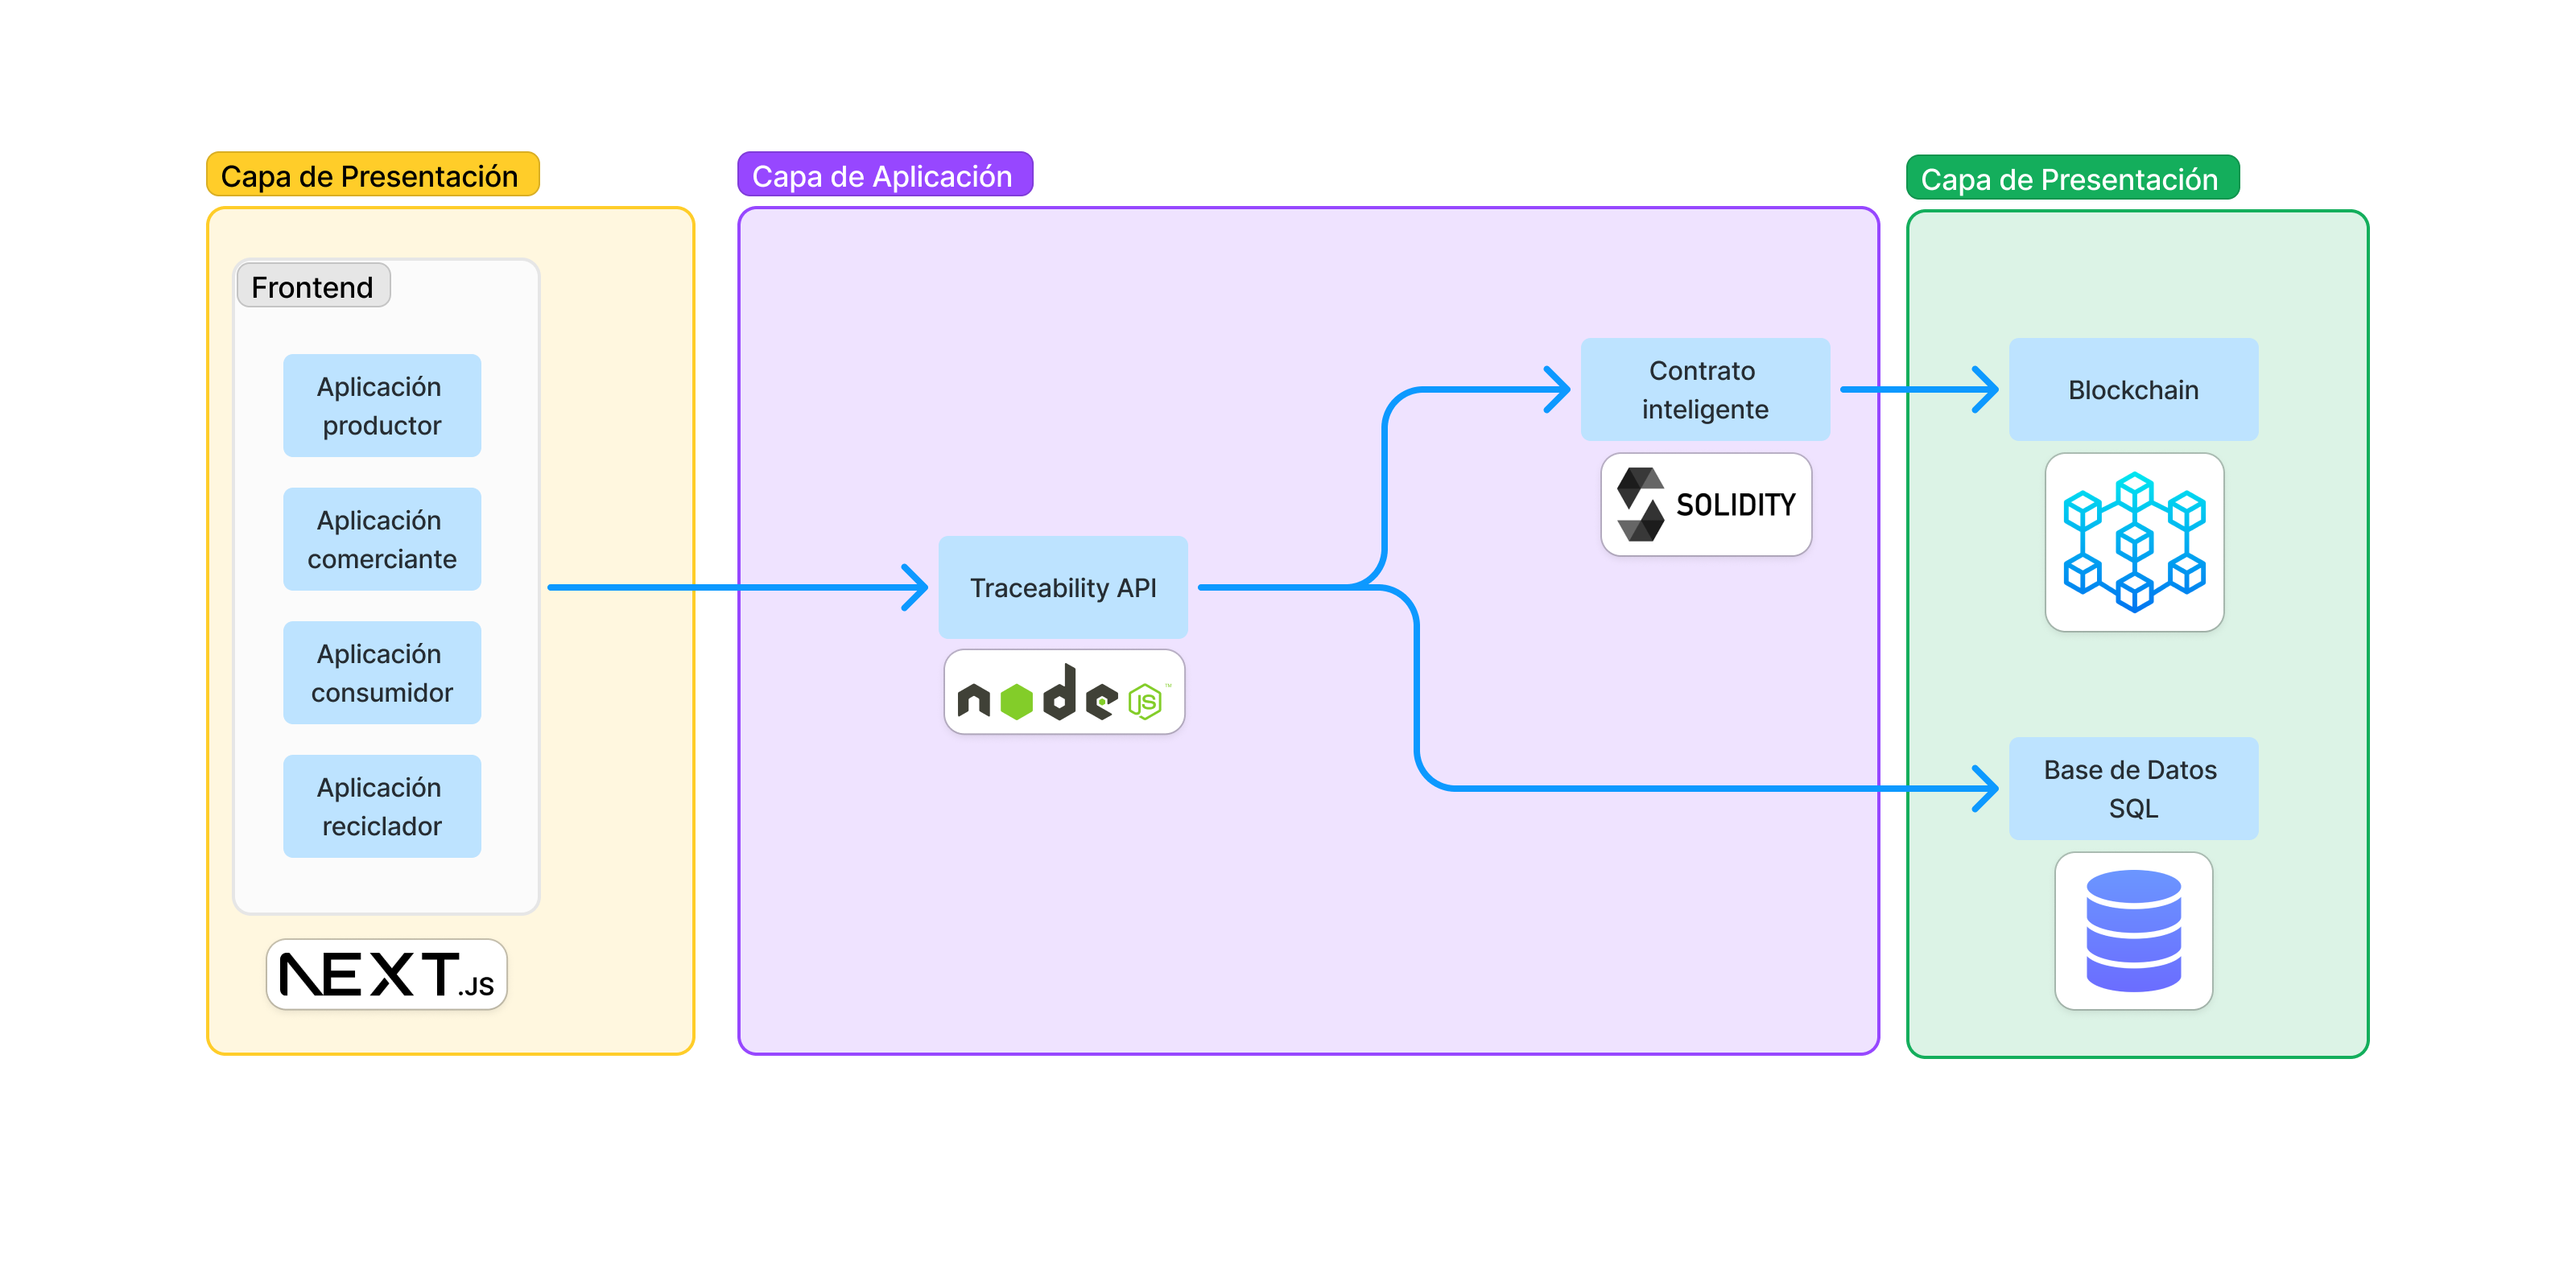 Capa de Presentación
Frontend
Aplicación
productor
Aplicación
comerciante
Aplicación
consumidor
Aplicación
reciclador
NEXT.JS
Capa de Aplicación
Traceability API
node JS ™
Contrato
inteligente
SOLIDITY
Capa de Presentación
Blockchain
Base de Datos
SQL